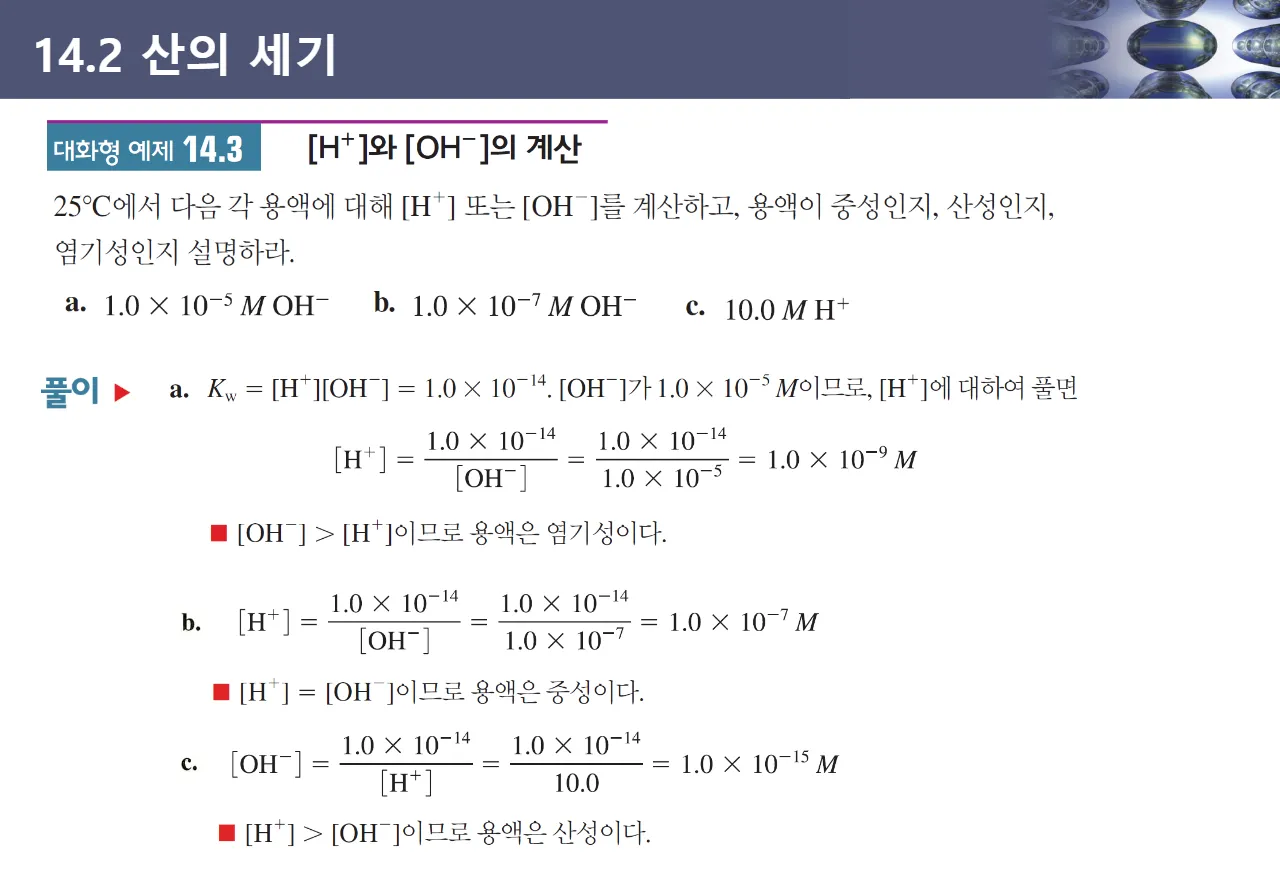 14.2 산의 세기
대화형 예제 14.3 [H⁺]와 [OH⁻]의 계산
25℃에서 다음 각 용액에 대해 [H⁺] 또는 [OH⁻]를 계산하고, 용액이 중성인지, 산성인지,
염기성인지 설명하라.
a. 1.0 × 10⁻⁵ M OH⁻ b. 1.0 × 10⁻⁷ M OH⁻ c. 10.0 M H⁺
풀이 ▶ a. K_w = [H⁺][OH⁻] = 1.0 × 10⁻¹⁴. [OH⁻]가 1.0 × 10⁻⁵ M이므로, [H⁺]에 대하여 풀면
[H⁺] = 1.0 × 10⁻¹⁴ / [OH⁻] = 1.0 × 10⁻¹⁴ / 1.0 × 10⁻⁵ = 1.0 × 10⁻⁹ M
■ [OH⁻] > [H⁺]이므로 용액은 염기성이다.
b. [H⁺] = 1.0 × 10⁻¹⁴ / [OH⁻] = 1.0 × 10⁻¹⁴ / 1.0 × 10⁻⁷ = 1.0 × 10⁻⁷ M
■ [H⁺] = [OH⁻]이므로 용액은 중성이다.
c. [OH⁻] = 1.0 × 10⁻¹⁴ / [H⁺] = 1.0 × 10⁻¹⁴ / 10.0 = 1.0 × 10⁻¹⁵ M
■ [H⁺] > [OH⁻]이므로 용액은 산성이다.